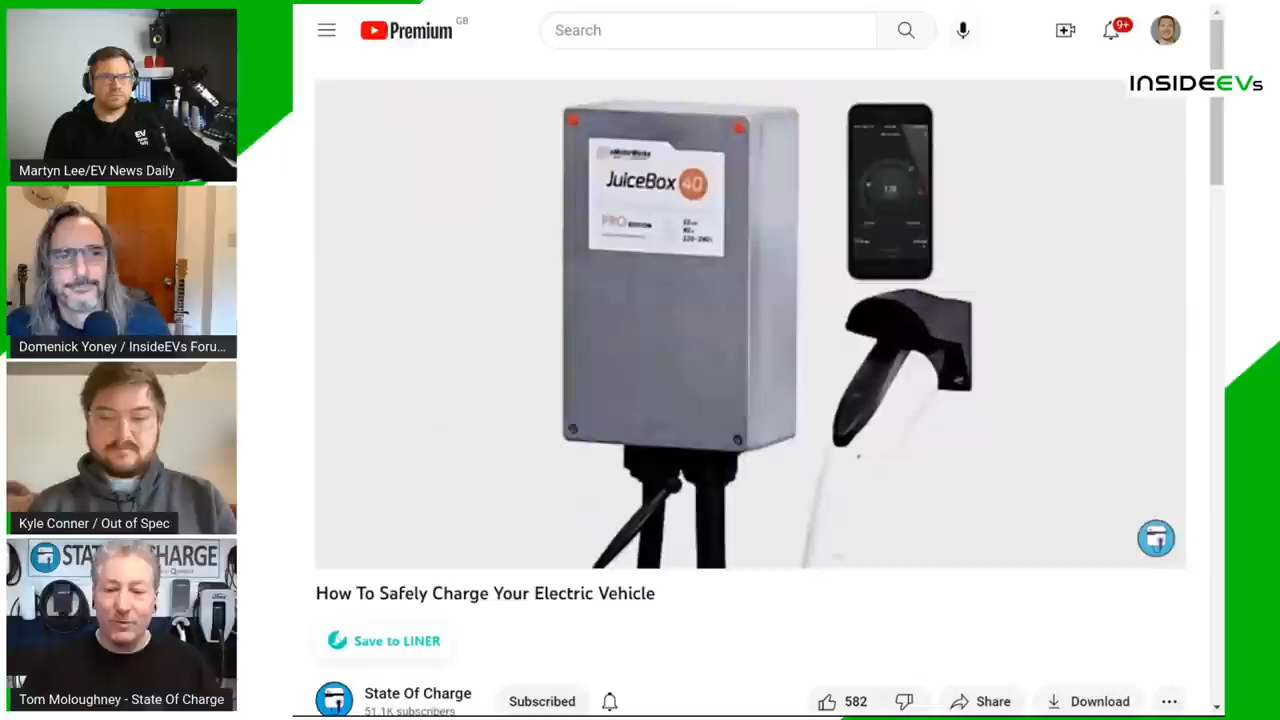 Martyn Lee/EV News Daily
Domenick Yoney / InsideEVs Foru...
Kyle Conner / Out of Spec
STATE CHARGE
Tom Moloughney - State Of Charge
Premium GB
Search
9+
INSIDEEVs
JuiceBox 40
PRO
How To Safely Charge Your Electric Vehicle
Save to LINER
State Of Charge
51.1K subscribers
Subscribed
582
Share
Download